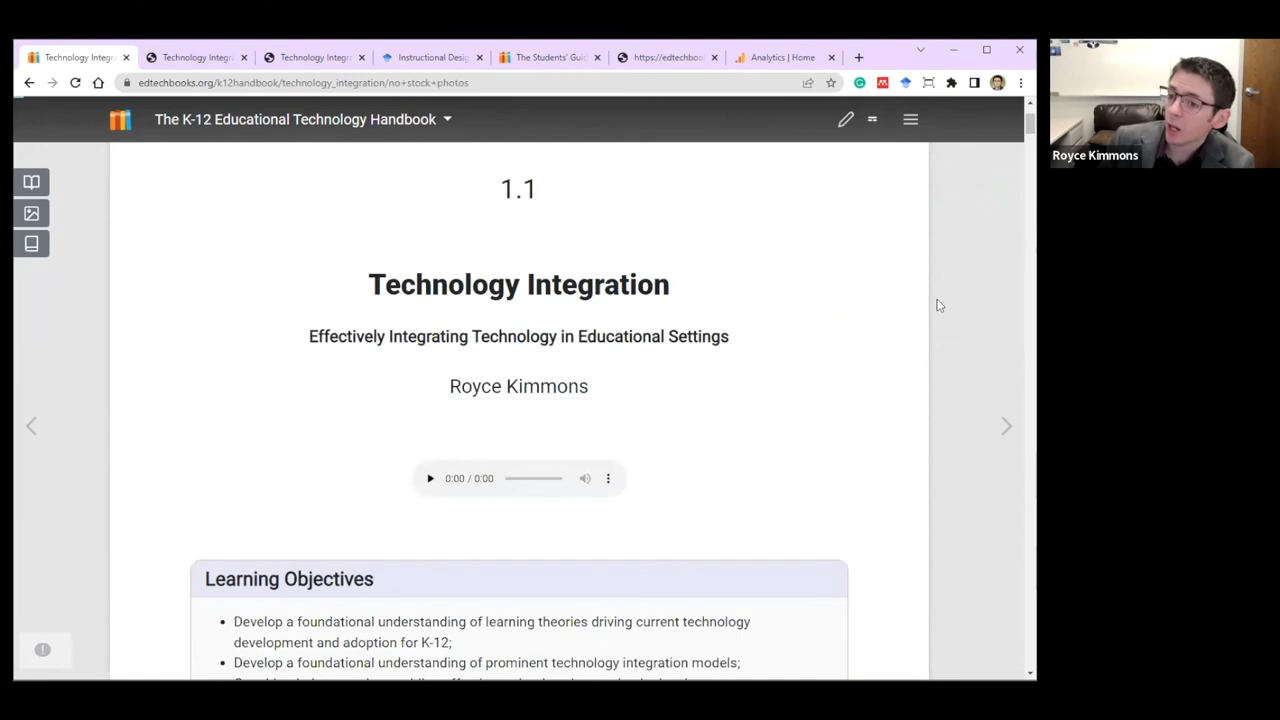 Technology Integra
Technology Integra
Technology Integra
Instructional Desig
The Students' Guid
https://edtechboo
Analytics | Home
edtechbooks.org/k12handbook/technology_integration/no+stock+photos
The K-12 Educational Technology Handbook
Royce Kimmons
1.1
Technology Integration
Effectively Integrating Technology in Educational Settings
Royce Kimmons
0:00 / 0:00
Learning Objectives
• Develop a foundational understanding of learning theories driving current technology
development and adoption for K-12;
• Develop a foundational understanding of prominent technology integration models;